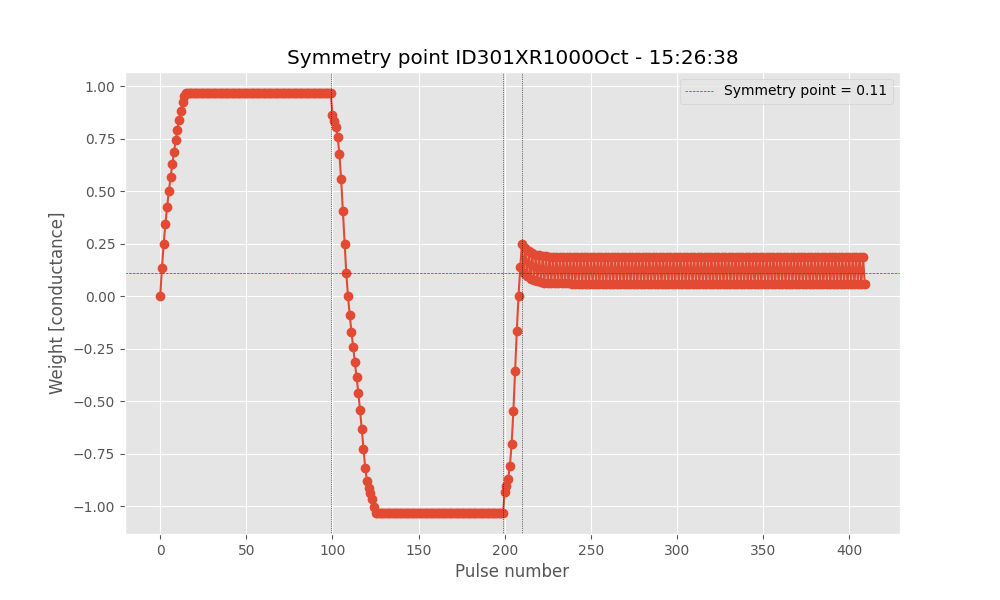 Symmetry point ID301XR1000Oct - 15:26:38
Symmetry point = 0.11
1.00
0.75
0.50
0.25
0.00
−0.25
−0.50
−0.75
−1.00
Weight [conductance]
0 50 100 150 200 250 300 350 400
Pulse number